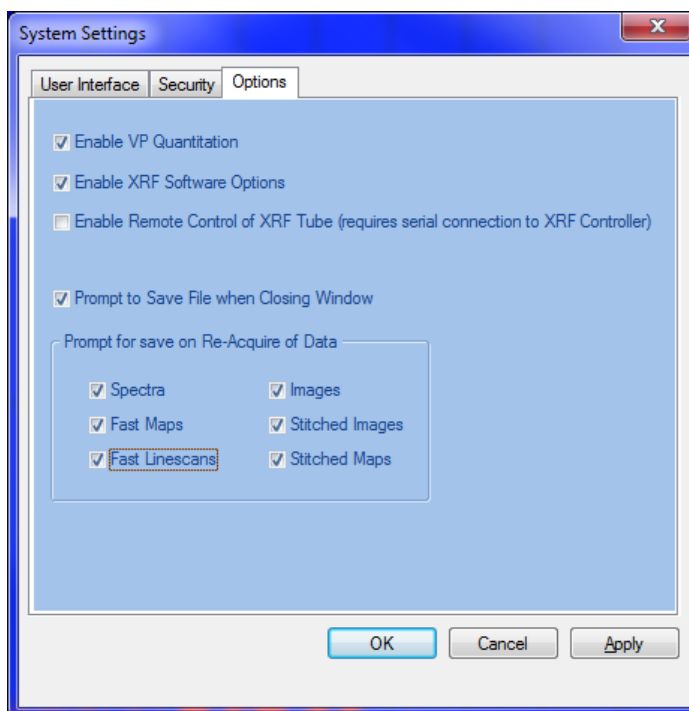 System Settings
User Interface Security Options
Enable VP Quantitation
Enable XRF Software Options
Enable Remote Control of XRF Tube (requires serial connection to XRF Controller)
Prompt to Save File when Closing Window
Prompt for save on Re-Acquire of Data
Spectra Images
Fast Maps Stitched Images
Fast Linescans Stitched Maps
OK Cancel Apply